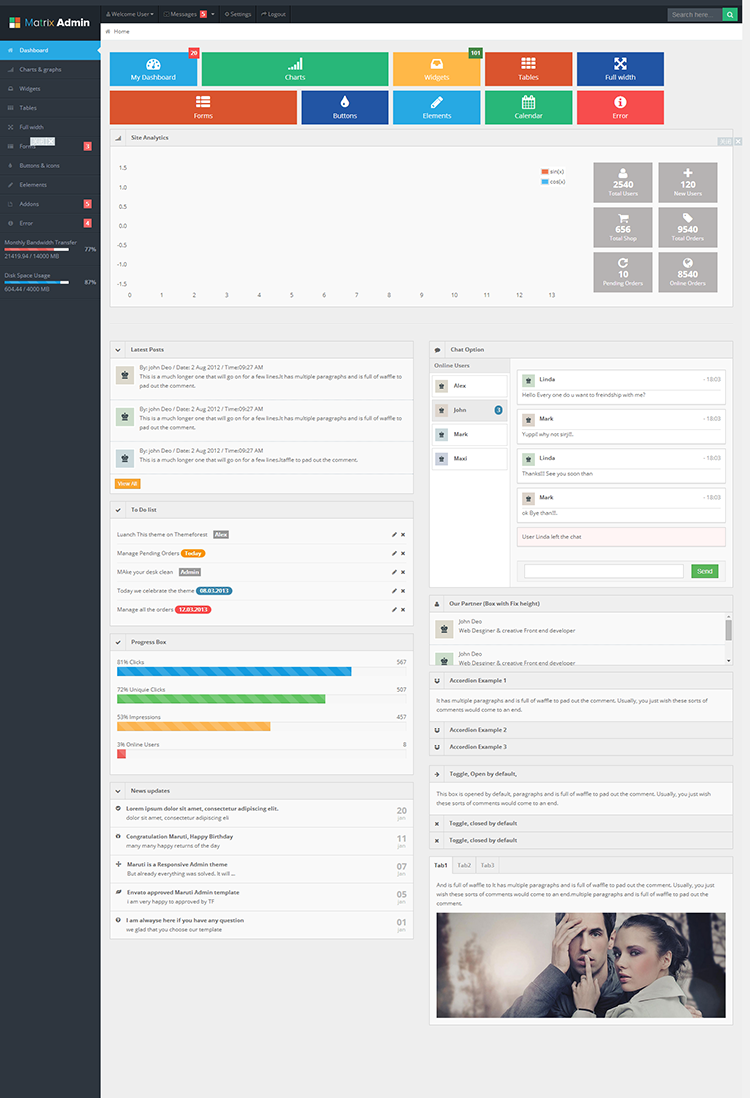 Matrix Admin
Welcome User
Messages 5
Settings
Logout
Search here...
Home
Dashboard
Charts & graphs
Widgets
Tables
Full width
Forms 3
Buttons & icons
Eelements
Addons 5
Error 4
Monthly Bandwidth Transfer
77%
21419.94 / 14000 MB
Disk Space Usage
87%
604.44 / 4000 MB
20
My Dashboard
Charts
101
Widgets
Tables
Full width
Forms
Buttons
Elements
Calendar
Error
Site Analytics
1.5
1.0
0.5
0.0
-0.5
-1.0
-1.5
0 1 2 3 4 5 6 7 8 9 10 11 12 13
sin(x)
cos(x)
2540
Total Users
120
New Users
656
Total Shop
9540
Total Orders
10
Pending Orders
8540
Online Orders
Latest Posts
By: john Deo / Date: 2 Aug 2012 / Time:09:27 AM
This is a much longer one that will go on for a few lines.It has multiple paragraphs and is full of waffle to
pad out the comment.
By: john Deo / Date: 2 Aug 2012 / Time:09:27 AM
This is a much longer one that will go on for a few lines.It has multiple paragraphs and is full of waffle to
pad out the comment.
By: john Deo / Date: 2 Aug 2012 / Time:09:27 AM
This is a much longer one that will go on for a few lines.Itaffle to pad out the comment.
View All
To Do list
Luanch This theme on Themeforest Alex
Manage Pending Orders Today
MAke your desk clean Admin
Today we celebrate the theme 08.03.2013
Manage all the orders 12.03.2013
Progress Box
81% Clicks 567
72% Uniquie Clicks 507
53% Impressions 457
3% Online Users 8
News updates
Lorem ipsum dolor sit amet, consectetur adipiscing elit.
dolor sit amet, consectetur adipiscing eli
20
jan
Congratulation Maruti, Happy Birthday
many many happy returns of the day
11
jan
Maruti is a Responsive Admin theme
But already everything was solved. It will ...
07
jan
Envato approved Maruti Admin template
i am very happy to approved by TF
05
jan
I am alwayse here if you have any question
we glad that you choose our template
01
jan
Chat Option
Online Users
Alex
John 3
Mark
Maxi
Linda - 18:03
Hello Every one do u want to freindship with me?
Mark - 18:03
Yuppi! why not sirji!!.
Linda - 18:03
Thanks!!! See you soon than
Mark - 18:03
ok Bye than!!!.
User Linda left the chat
Send
Our Partner (Box with Fix height)
John Deo
Web Desginer & creative Front end developer
John Deo
Web Desginer & creative Front end developer
Accordion Example 1
It has multiple paragraphs and is full of waffle to pad out the comment. Usually, you just wish these sorts of
comments would come to an end.
Accordion Example 2
Accordion Example 3
Toggle, Open by default,
This box is opened by default, paragraphs and is full of waffle to pad out the comment. Usually, you just wish
these sorts of comments would come to an end.
Toggle, closed by default
Toggle, closed by default
Tab1 Tab2 Tab3
And is full of waffle to It has multiple paragraphs and is full of waffle to pad out the comment. Usually, you just
wish these sorts of comments would come to an end.multiple paragraphs and is full of waffle to pad out the
comment.